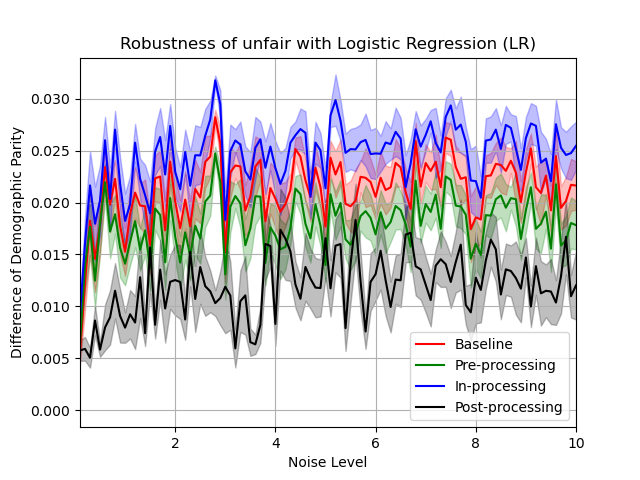 Robustness of unfair with Logistic Regression (LR)
Difference of Demographic Parity
0.030
0.025
0.020
0.015
0.010
0.005
0.000
2
4
6
8
10
Noise Level
Baseline
Pre-processing
In-processing
Post-processing